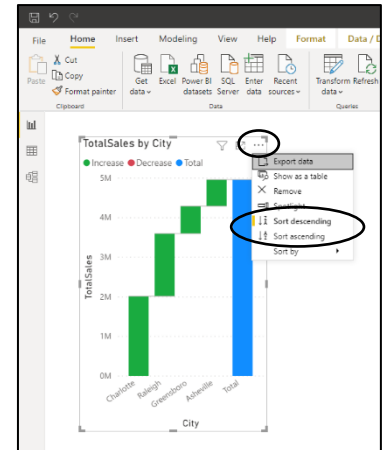 File Home Insert Modeling View Help Format Data / D
Paste
Cut
Copy
Format painter
Clipboard
Get data
Excel
Power BI datasets
SQL Server
Enter data
Recent sources
Data
Transform data
Refresh
Queries
TotalSales by City
Increase Decrease Total
Export data
Show as a table
Remove
Spotlight
Sort descending
Sort ascending
Sort by
5M
4M
3M
2M
1M
0M
TotalSales
Charlotte Raleigh Greensboro Asheville Total
City